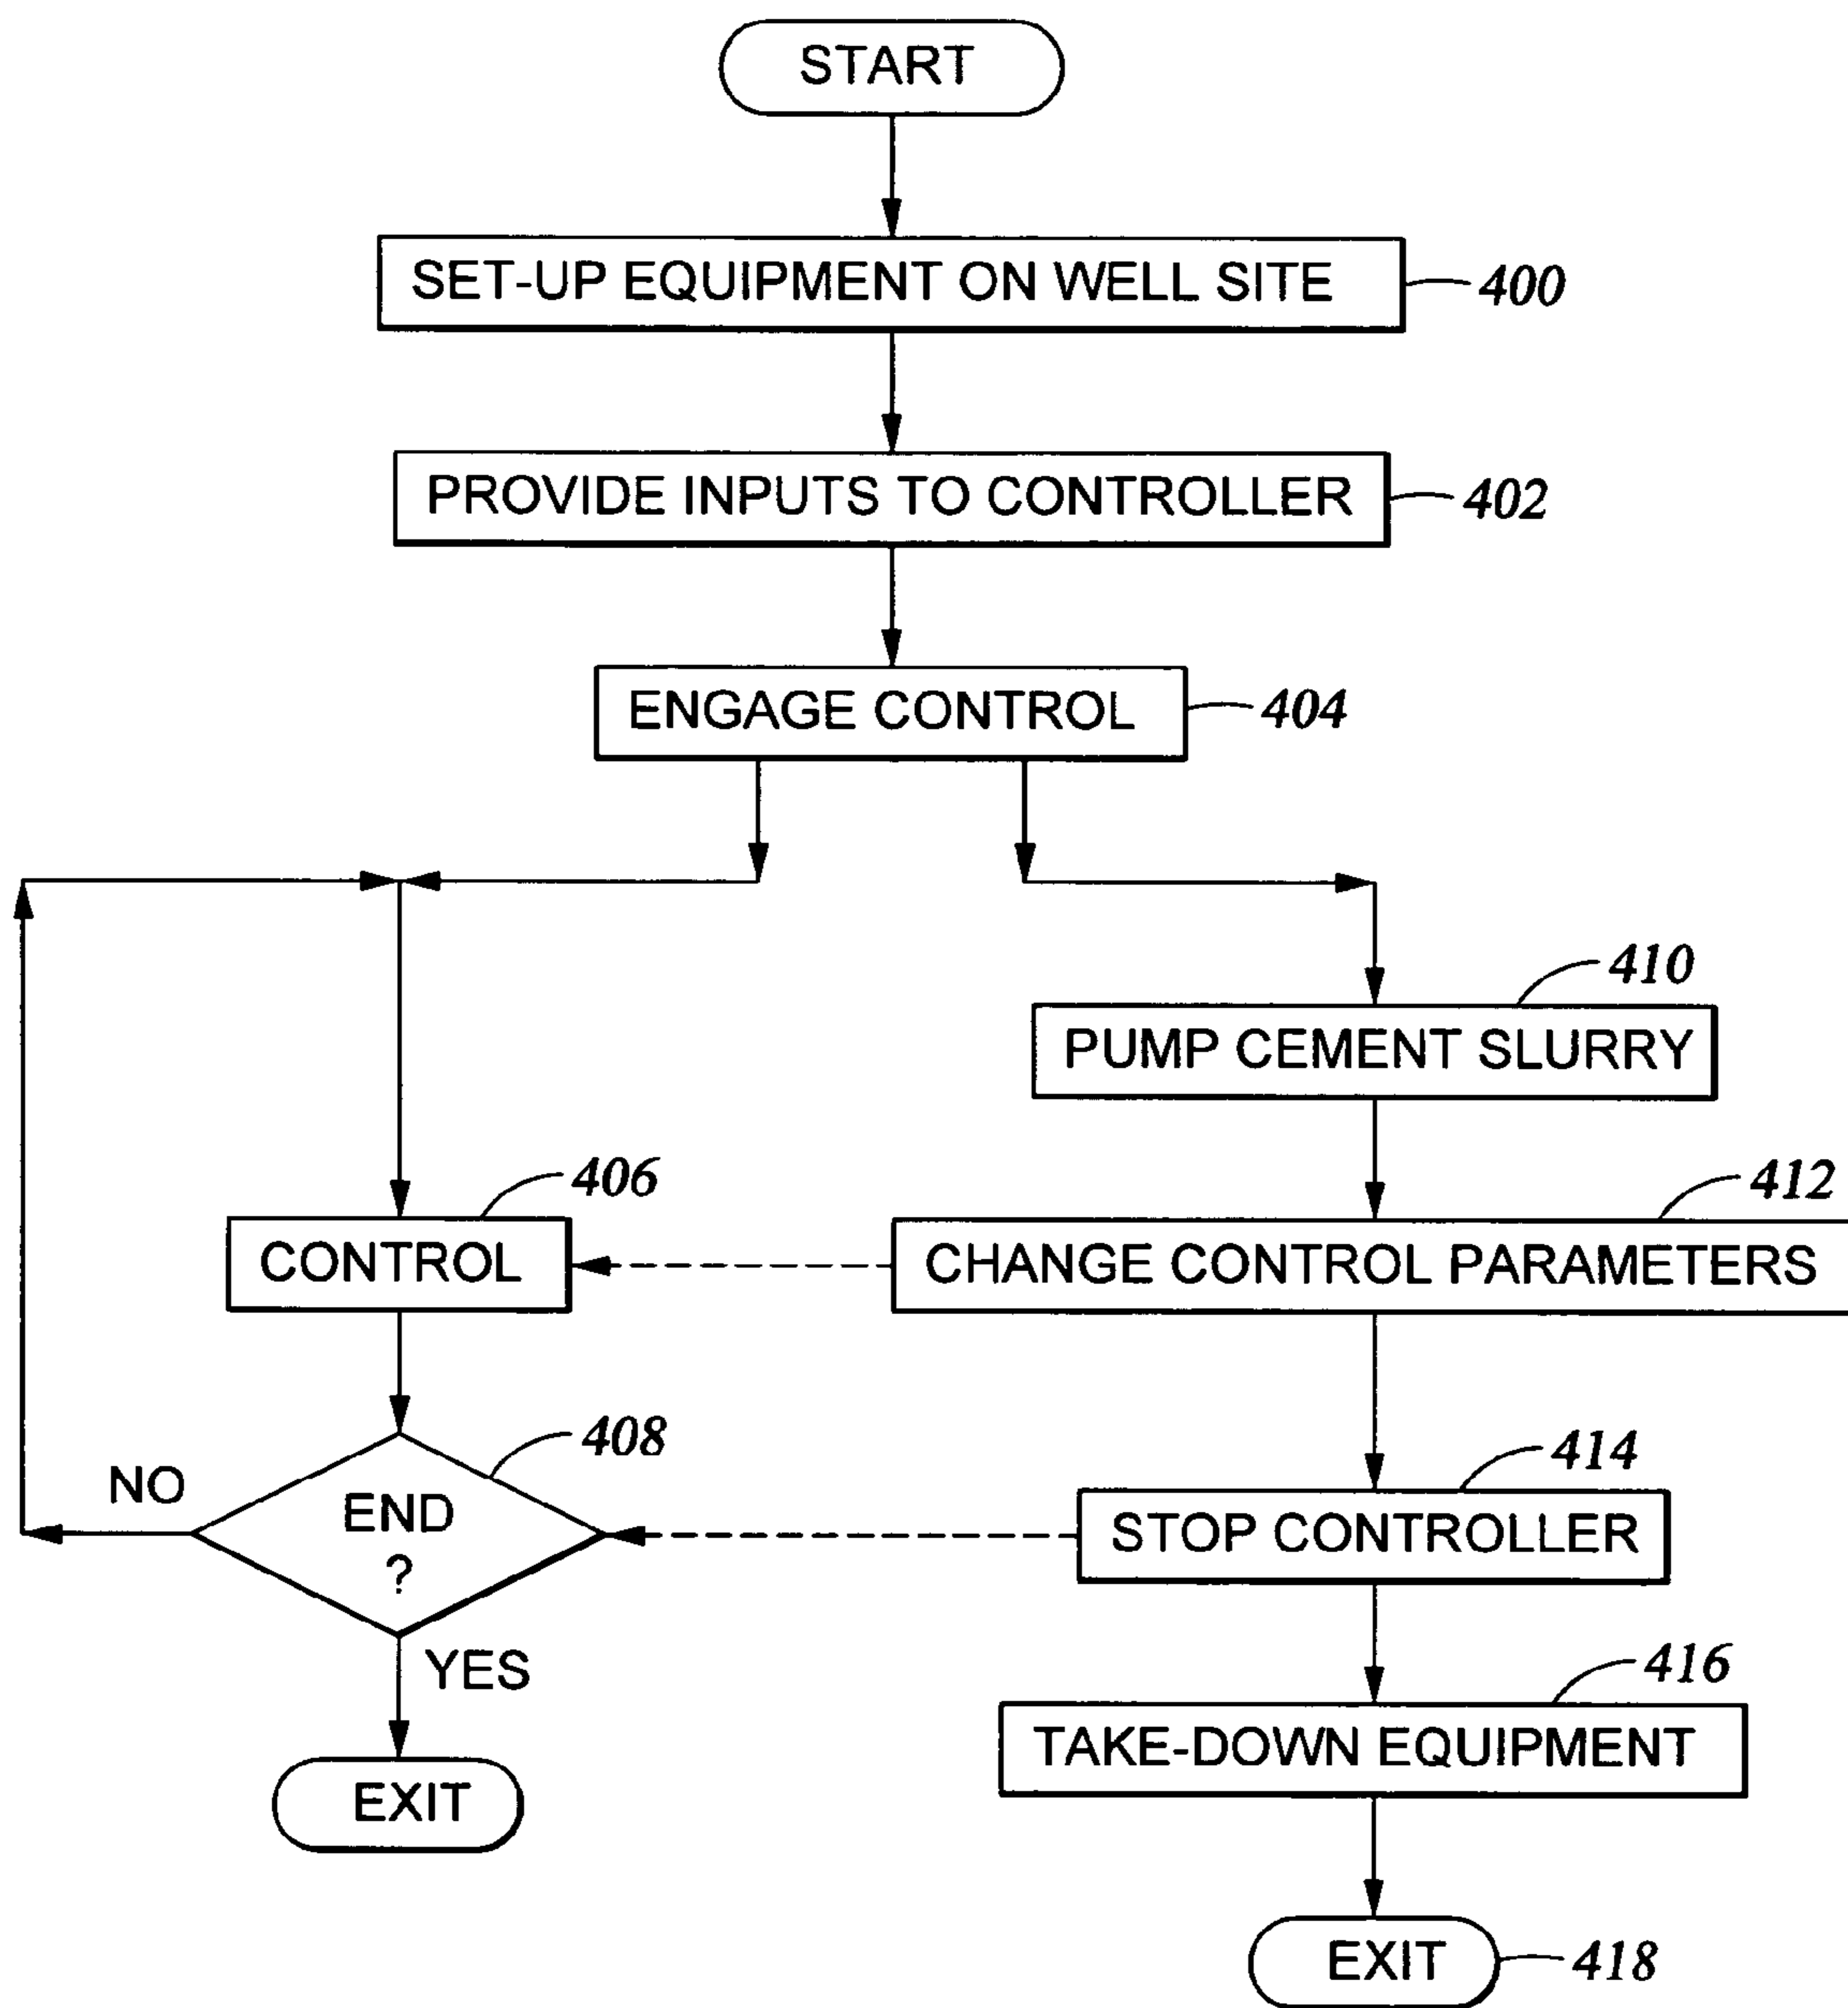 START
SET-UP EQUIPMENT ON WELL SITE
400
PROVIDE INPUTS TO CONTROLLER
402
ENGAGE CONTROL
404
410
PUMP CEMENT SLURRY
406
412
CONTROL
CHANGE CONTROL PARAMETERS
408
414
NO
END
?
STOP CONTROLLER
YES
416
TAKE-DOWN EQUIPMENT
EXIT
EXIT
418